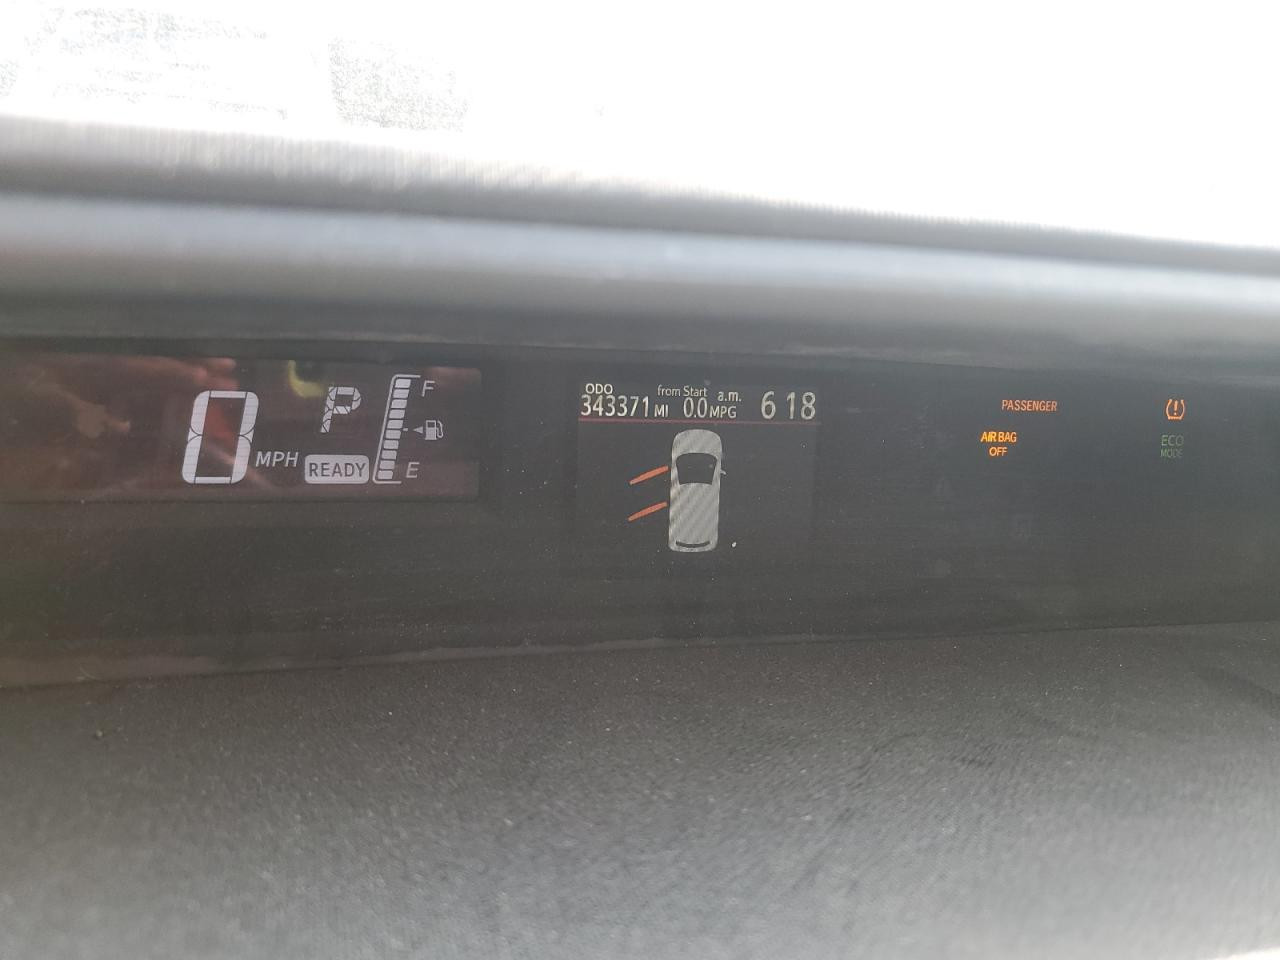 0 MPH
P
READY
F
E
ODO
343371 MI
from Start
0.0 MPG
a.m.
6 18
PASSENGER
AIR BAG
OFF
ECO
MODE